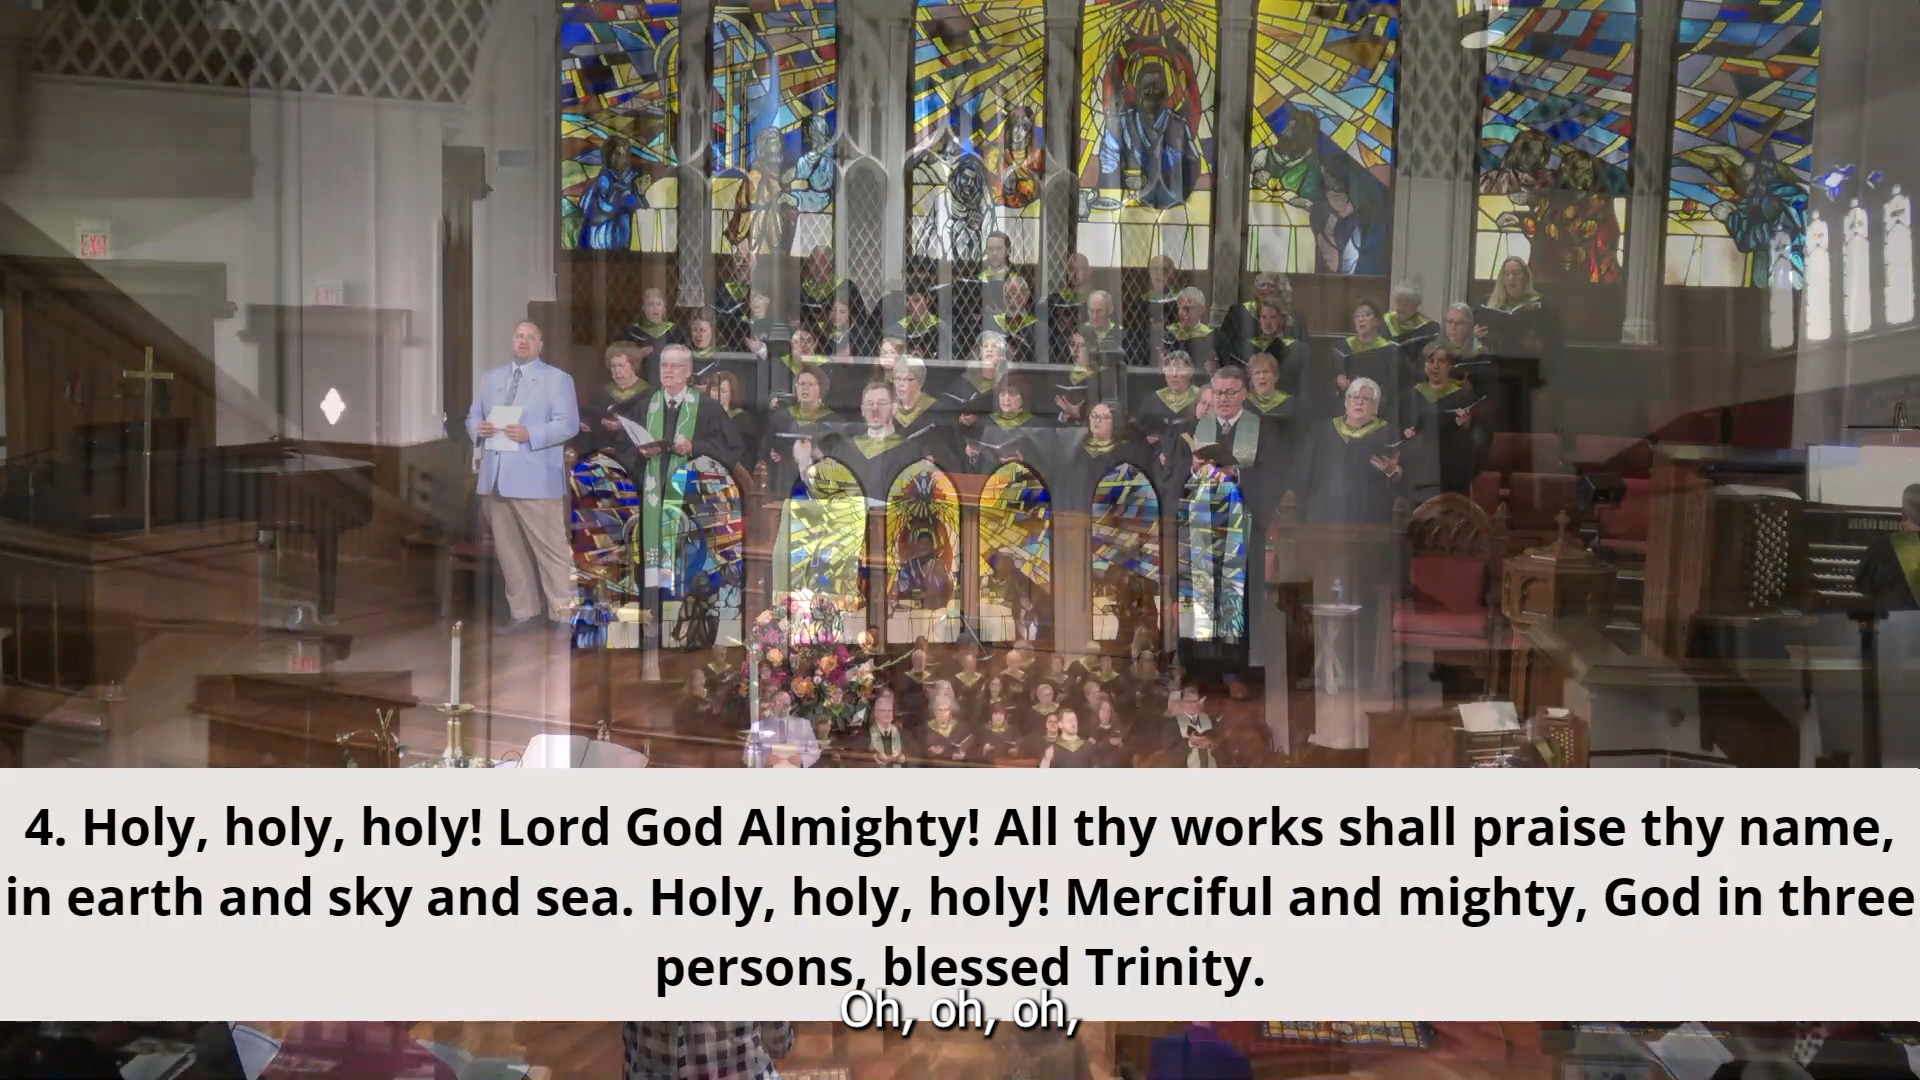 EXIT
EXIT
EXIT
4. Holy, holy, holy! Lord God Almighty! All thy works shall praise thy name,
in earth and sky and sea. Holy, holy, holy! Merciful and mighty, God in three
persons, blessed Trinity.
Oh, oh, oh,